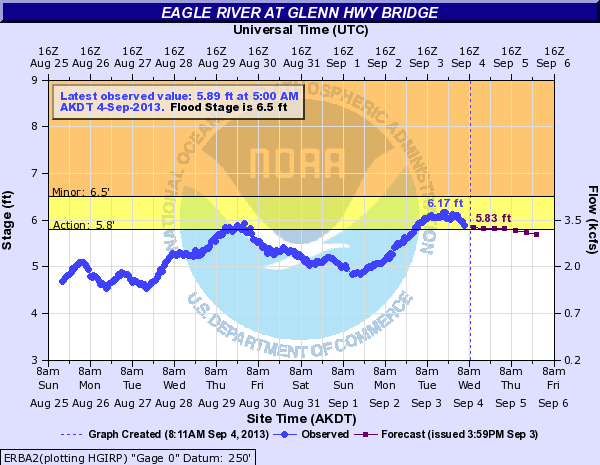 EAGLE RIVER AT GLENN HWY BRIDGE
Universal Time (UTC)
16Z 16Z 16Z 16Z 16Z 16Z 16Z 16Z 16Z 16Z 16Z 16Z 16Z
Aug 25 Aug 26 Aug 27 Aug 28 Aug 29 Aug 30 Aug 31 Sep 1 Sep 2 Sep 3 Sep 4 Sep 5 Sep 6
Latest observed value: 5.89 ft at 5:00 AM
AKDT 4-Sep-2013. Flood Stage is 6.5 ft
NATIONAL OCEANIC AND ATMOSPHERIC ADMINISTRATION
NOAA
U.S. DEPARTMENT OF COMMERCE
Stage (ft)
9
8
7
6
5
4
3
Minor: 6.5'
Action: 5.8'
6.17 ft
5.83 ft
3.5
2.0
0.7
0.2
Flow (kcfs)
8am 8am 8am 8am 8am 8am 8am 8am 8am 8am 8am 8am 8am
Sun Mon Tue Wed Thu Fri Sat Sun Mon Tue Wed Thu Fri
Aug 25 Aug 26 Aug 27 Aug 28 Aug 29 Aug 30 Aug 31 Sep 1 Sep 2 Sep 3 Sep 4 Sep 5 Sep 6
Site Time (AKDT)
Graph Created (8:11AM Sep 4, 2013) Observed Forecast (issued 3:59PM Sep 3)
ERBA2(plotting HGIRP) "Gage 0" Datum: 250'